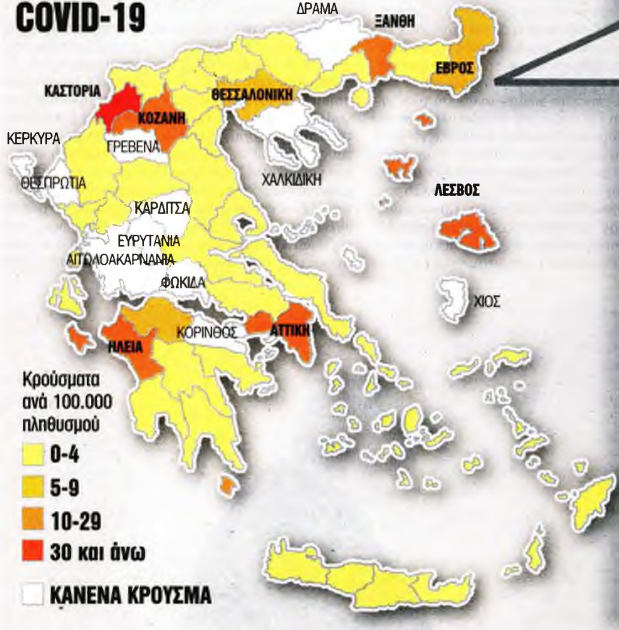 COVID-19
ΔΡΑΜΑ
ΞΑΝΘΗ
ΕΒΡΟΣ
ΚΑΣΤΟΡΙΑ
ΘΕΣΣΑΛΟΝΙΚΗ
ΚΟΖΑΝΗ
ΚΕΡΚΥΡΑ
ΓΡΕΒΕΝΑ
ΘΕΣΠΡΩΤΙΑ
ΧΑΛΚΙΔΙΚΗ
ΛΕΣΒΟΣ
ΚΑΡΔΙΤΣΑ
ΕΥΡΥΤΑΝΙΑ
ΑΙΤΩΛΟΑΚΑΡΝΑΝΙΑ
ΦΩΚΙΔΑ
ΧΙΟΣ
ΚΟΡΙΝΘΟΣ
ΑΤΤΙΚΗ
ΗΛΕΙΑ
Κρούσματα
ανά 100.000
πληθυσμού
0-4
5-9
10-29
30 και άνω
ΚΑΝΕΝΑ ΚΡΟΥΣΜΑ